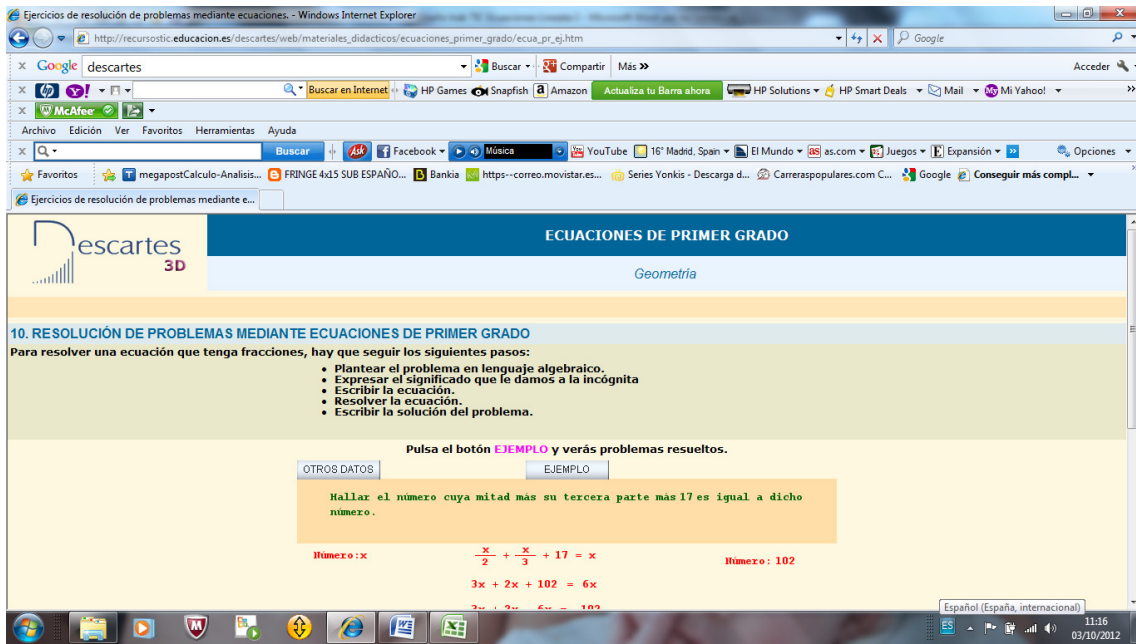 Ejercicios de resolución de problemas mediante ecuaciones. - Windows Internet Explorer
http://recursostic.educacion.es/descartes/web/materiales_didacticos/ecuaciones_primer_grado/ecua_pr_ej.htm Google
x Google descartes Buscar Compartir Más >> Acceder
x hp Y! Buscar en Internet HP Games Snapfish a Amazon Actualiza tu Barra ahora HP Solutions HP Smart Deals Mail Mi Yahoo! >>
x McAfee
Archivo Edición Ver Favoritos Herramientas Ayuda
x Buscar Ask Facebook Música YouTube 16° Madrid, Spain El Mundo as as.com Juegos E Expansión >> Opciones
Favoritos megapostCalculo-Analisis... FRINGE 4x15 SUB ESPAÑO... Bankia https--correo.movistar.es... Series Yonkis - Descarga d... Carreraspopulares.com C... Google Conseguir más compl...
Ejercicios de resolución de problemas mediante e...
Descartes 3D
ECUACIONES DE PRIMER GRADO
Geometría
10. RESOLUCIÓN DE PROBLEMAS MEDIANTE ECUACIONES DE PRIMER GRADO
Para resolver una ecuación que tenga fracciones, hay que seguir los siguientes pasos:
• Plantear el problema en lenguaje algebraico.
• Expresar el significado que le damos a la incógnita
• Escribir la ecuación.
• Resolver la ecuación.
• Escribir la solución del problema.
Pulsa el botón EJEMPLO y verás problemas resueltos.
OTROS DATOS EJEMPLO
Hallar el número cuya mitad más su tercera parte más 17 es igual a dicho
número.
Número:x x/2 + x/3 + 17 = x Número: 102
3x + 2x + 102 = 6x
3x + 2x - 6x = -102
Español (España, internacional)
ES 11:16
03/10/2012